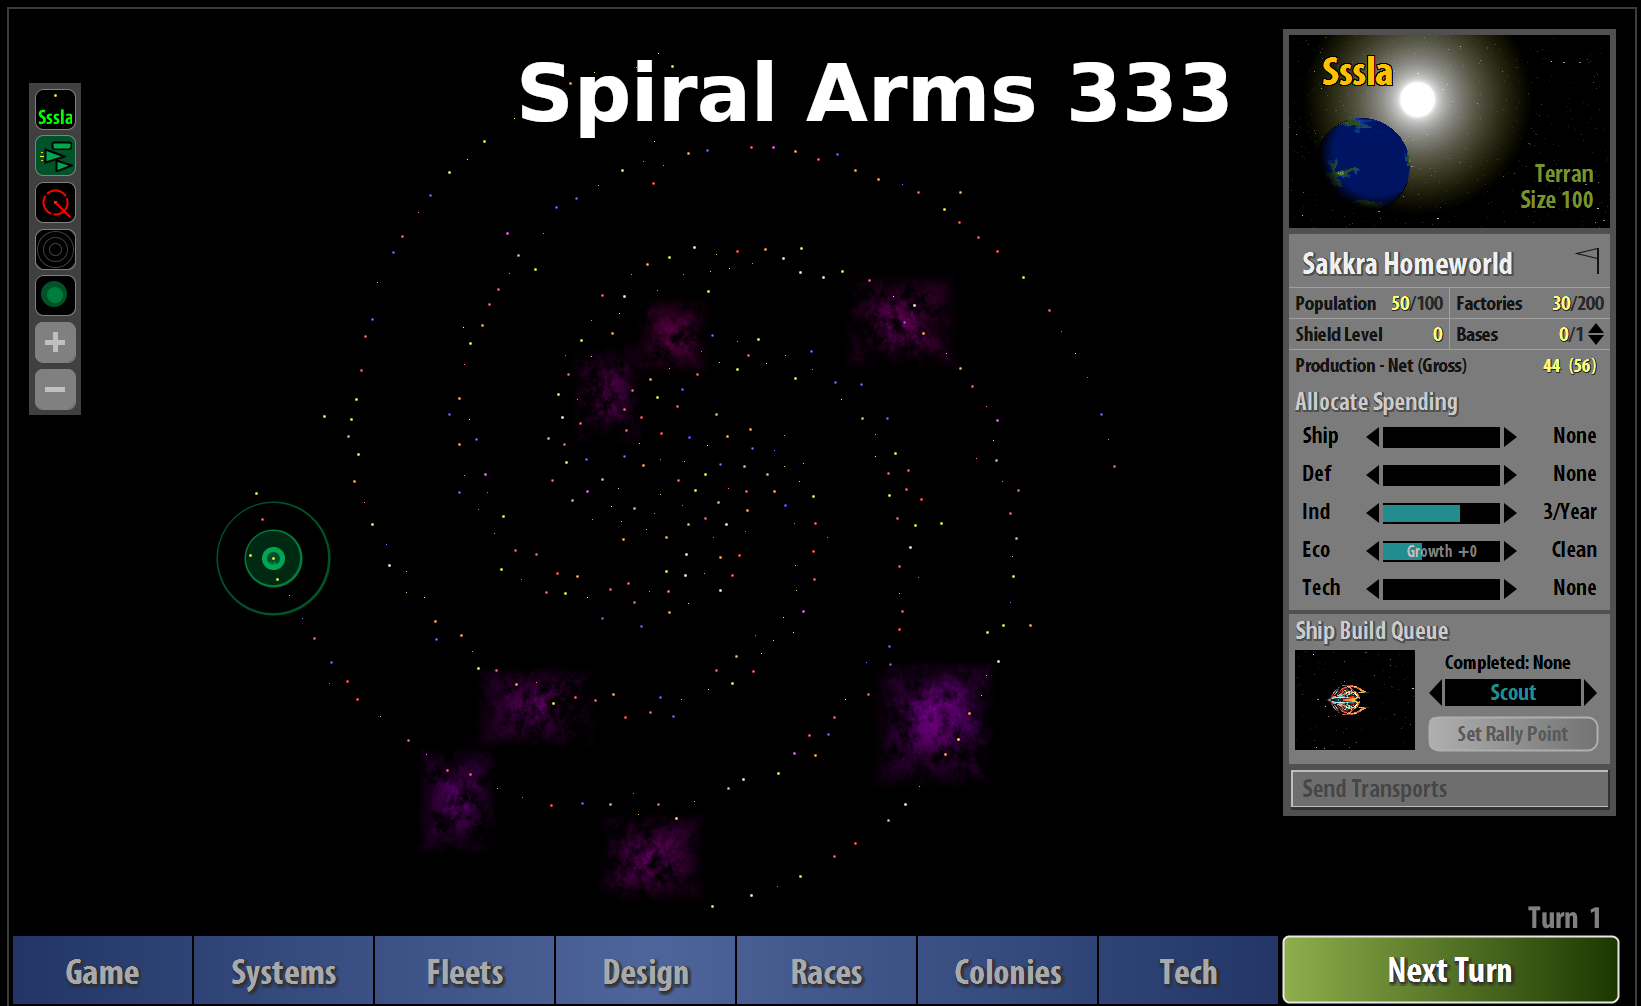 Spiral Arms 333
Sssla
Sssla
Terran
Size 100
Sakkra Homeworld
Population 50/100 Factories 30/200
Shield Level 0 Bases 0/1
Production - Net (Gross) 44 (56)
Allocate Spending
Ship None
Def None
Ind 3/Year
Eco Growth +0 Clean
Tech None
Ship Build Queue
Completed: None
Scout
Set Rally Point
Send Transports
Turn 1
Game Systems Fleets Design Races Colonies Tech Next Turn